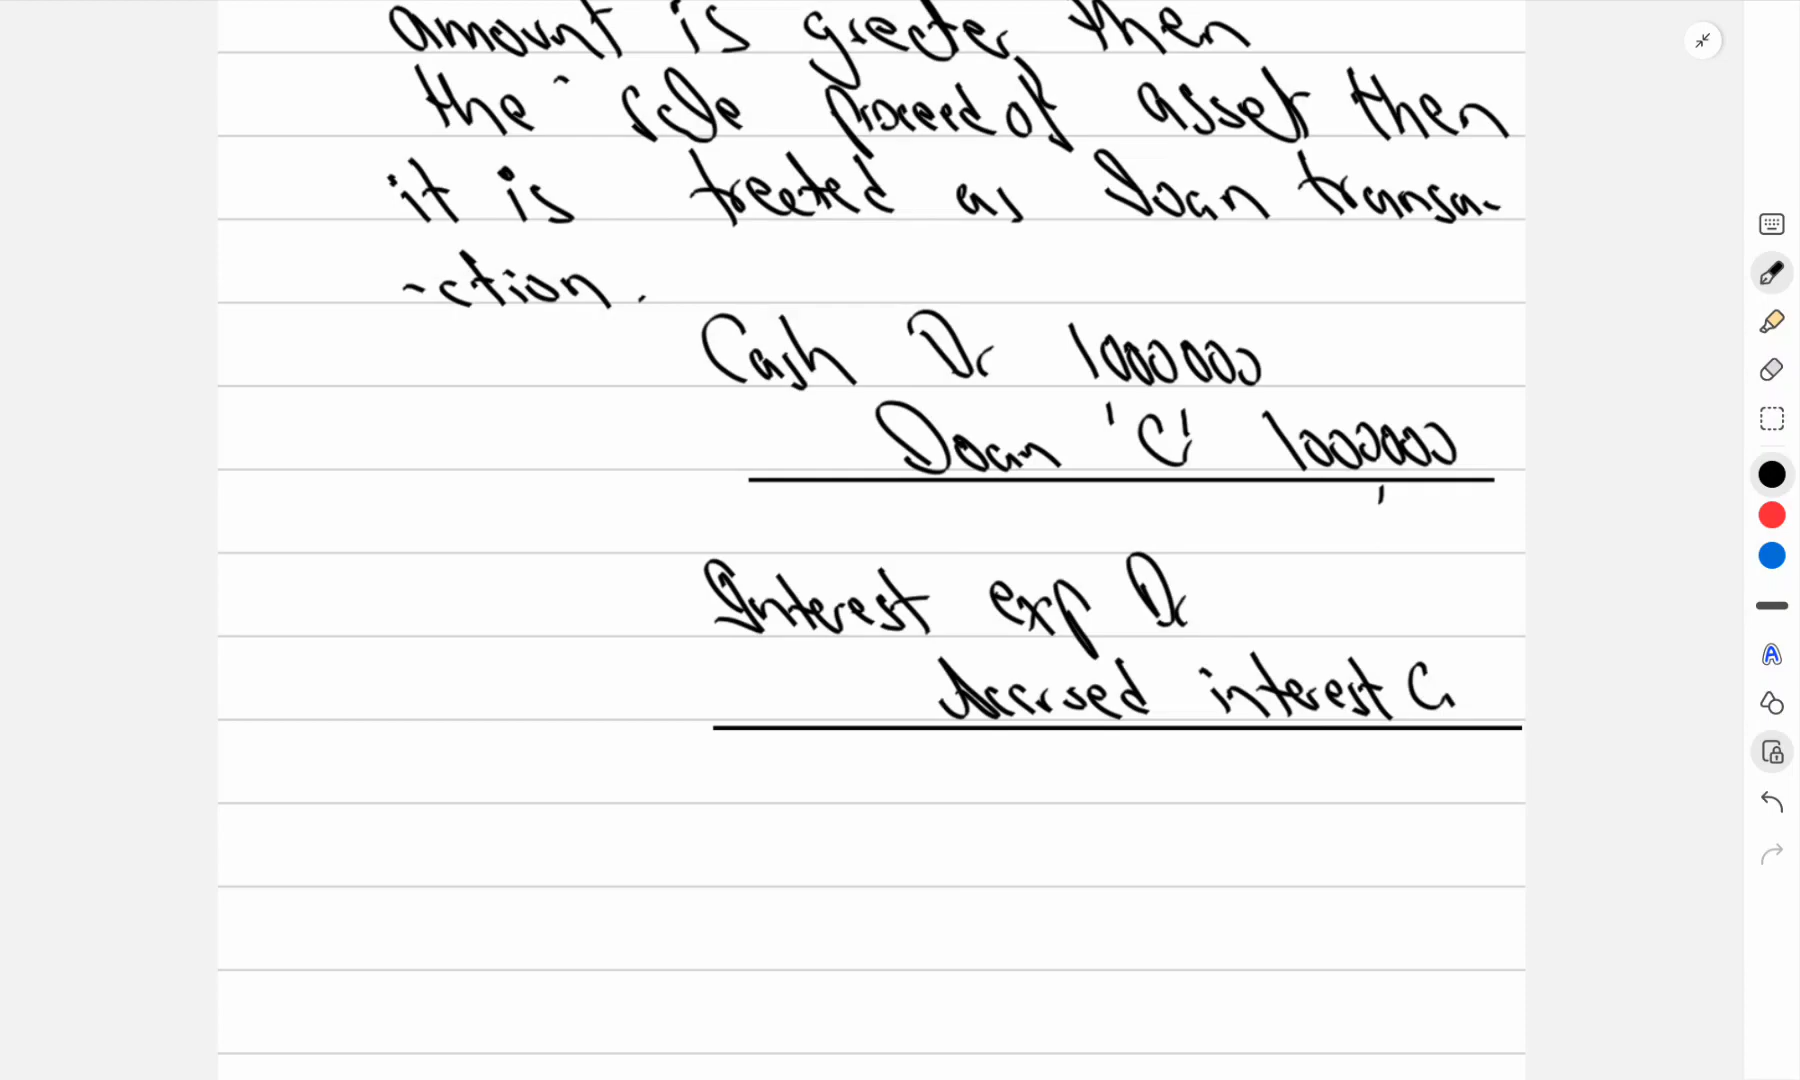 amount is greater then
the sale proceed of asset then
it is treated as loan transa-
-ction.
Cash Dr 1000000
Loan 'C' 1000000
Interest exp Dr
Accrued interest Cr